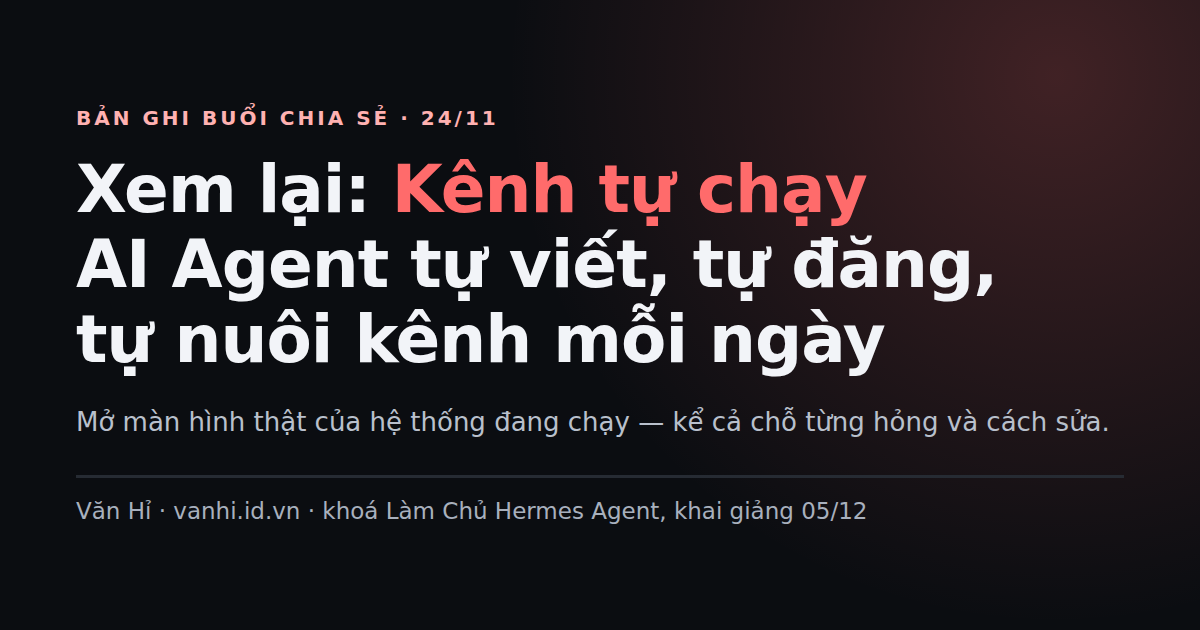 BẢN GHI BUỔI CHIA SẺ · 24/11
Xem lại: Kênh tự chạy
AI Agent tự viết, tự đăng,
tự nuôi kênh mỗi ngày
Mở màn hình thật của hệ thống đang chạy — kể cả chỗ từng hỏng và cách sửa.
Văn Hỉ · vanhi.id.vn · khoá Làm Chủ Hermes Agent, khai giảng 05/12